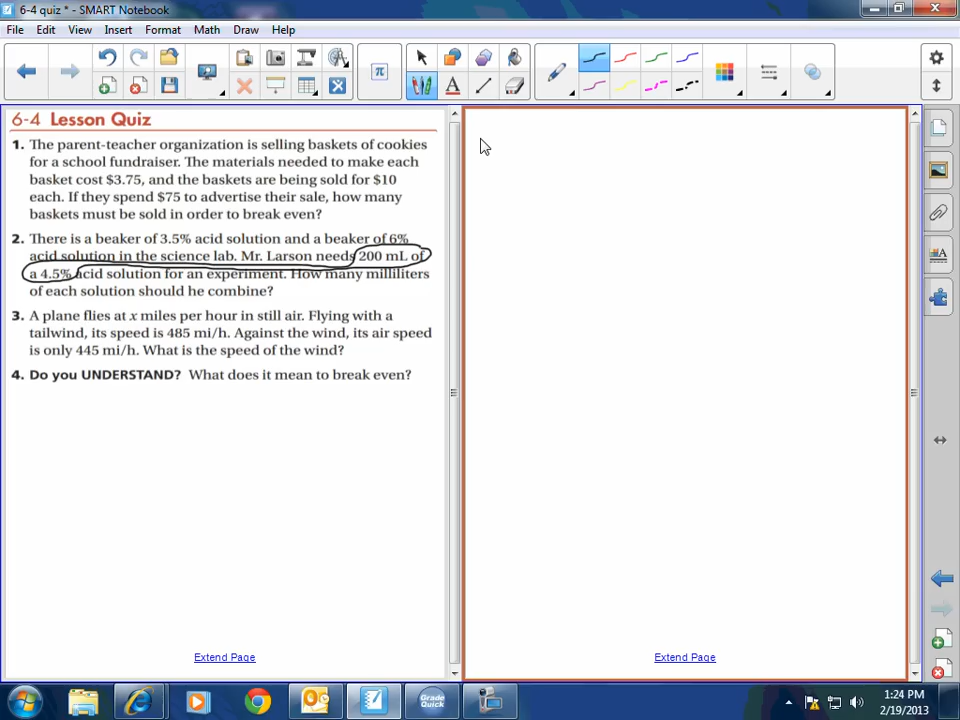 6-4 quiz * - SMART Notebook
File Edit View Insert Format Math Draw Help
6-4 Lesson Quiz
1. The parent-teacher organization is selling baskets of cookies
for a school fundraiser. The materials needed to make each
basket cost $3.75, and the baskets are being sold for $10
each. If they spend $75 to advertise their sale, how many
baskets must be sold in order to break even?
2. There is a beaker of 3.5% acid solution and a beaker of 6%
acid solution in the science lab. Mr. Larson needs 200 mL of
a 4.5% acid solution for an experiment. How many milliliters
of each solution should he combine?
3. A plane flies at x miles per hour in still air. Flying with a
tailwind, its speed is 485 mi/h. Against the wind, its air speed
is only 445 mi/h. What is the speed of the wind?
4. Do you UNDERSTAND? What does it mean to break even?
Extend Page
Extend Page
Grade
Quick
1:24 PM
2/19/2013